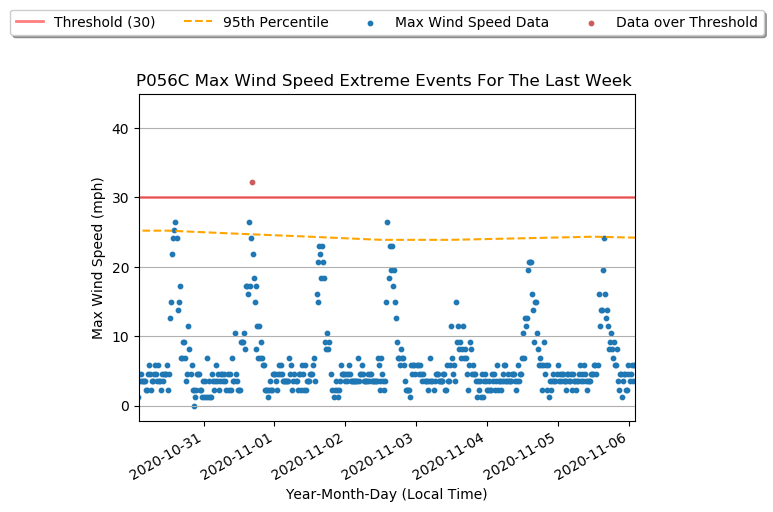 Threshold (30) 95th Percentile Max Wind Speed Data Data over Threshold
P056C Max Wind Speed Extreme Events For The Last Week
Max Wind Speed (mph)
40
30
20
10
0
2020-10-31 2020-11-01 2020-11-02 2020-11-03 2020-11-04 2020-11-05 2020-11-06
Year-Month-Day (Local Time)